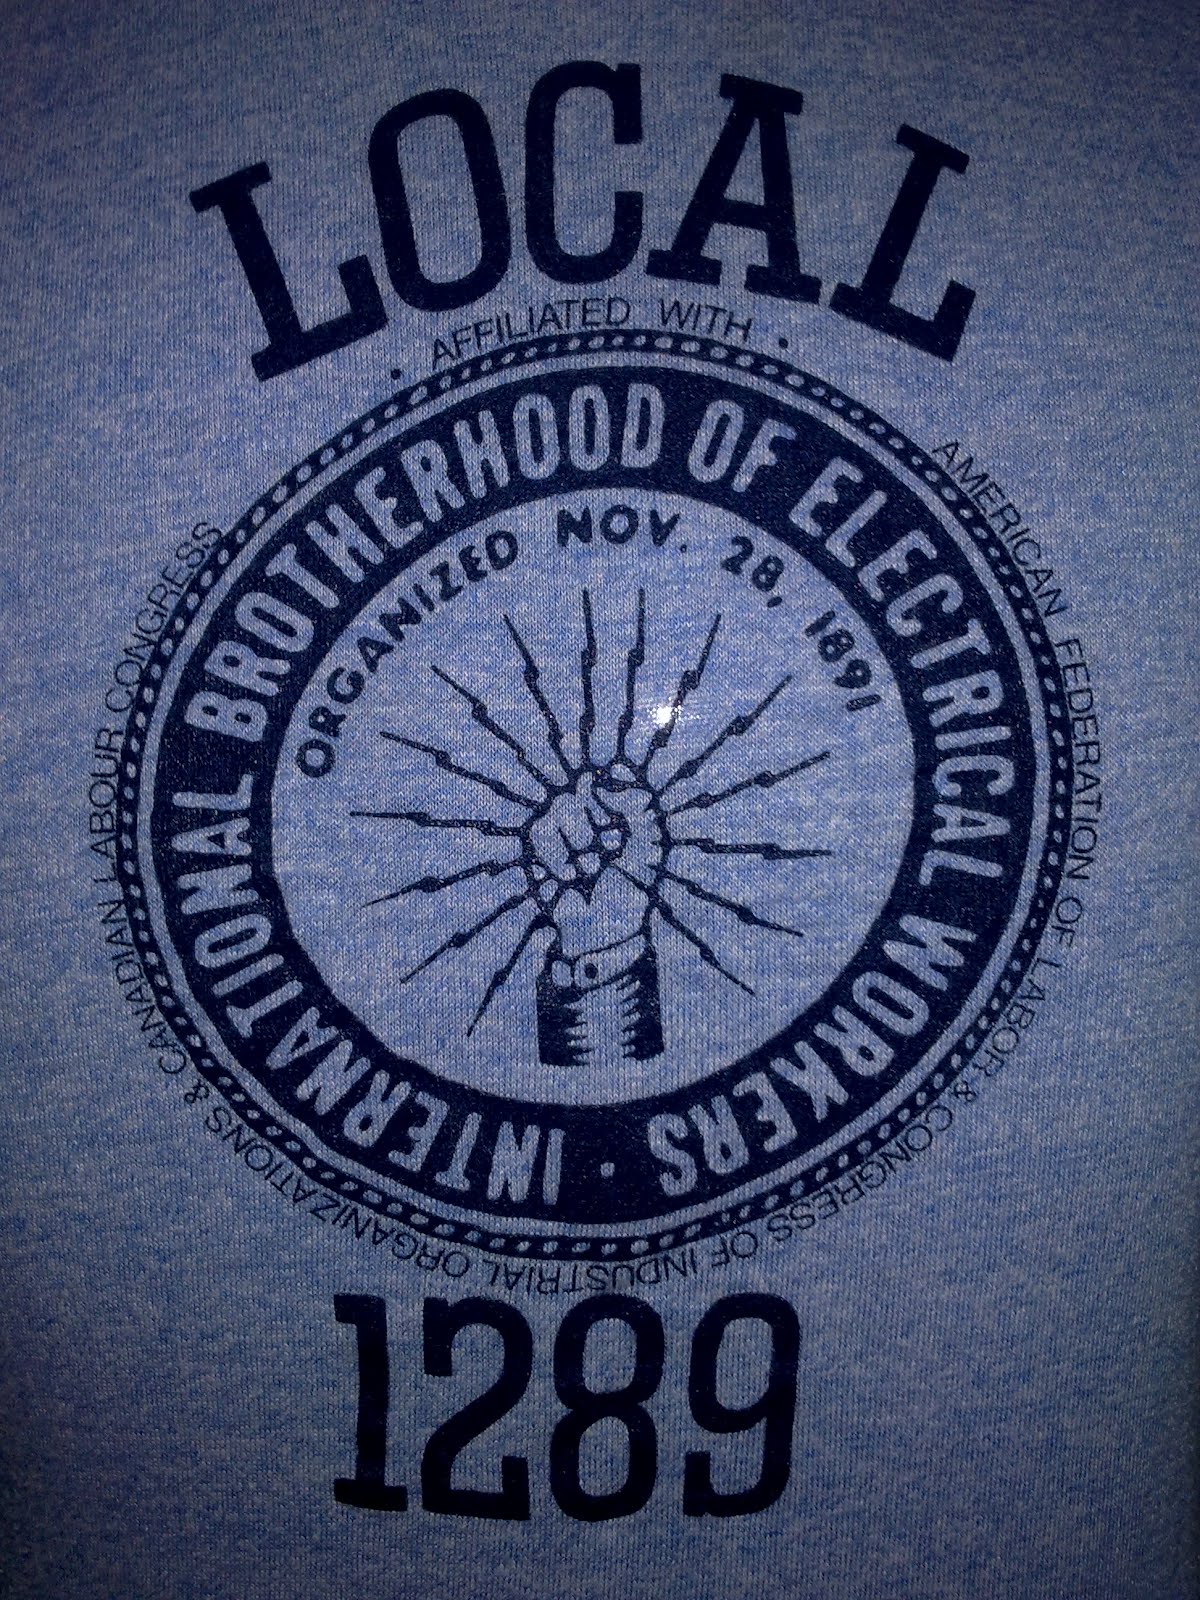 LOCAL
· AFFILIATED WITH ·
AMERICAN FEDERATION OF LABOR & CONGRESS OF INDUSTRIAL ORGANIZATIONS & CANADIAN LABOUR CONGRESS
INTERNATIONAL BROTHERHOOD OF ELECTRICAL WORKERS ·
ORGANIZED NOV. 28, 1891
1289